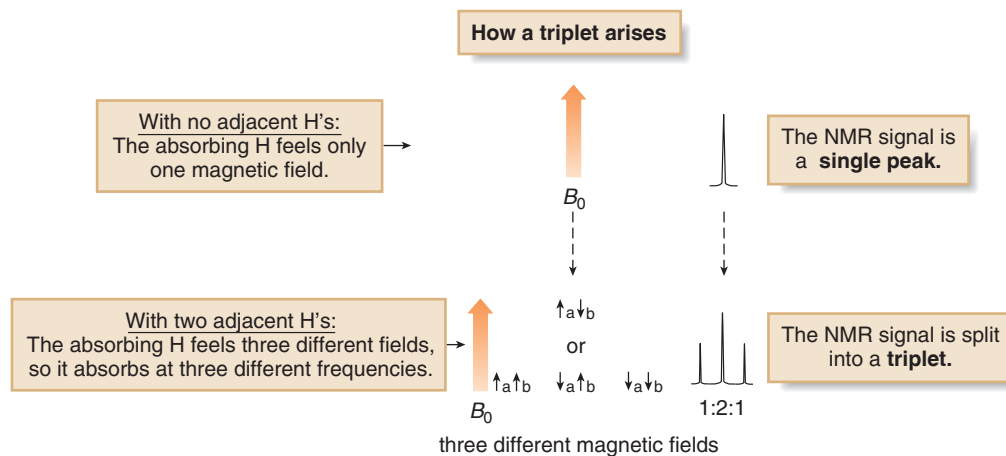 How a triplet arises
With no adjacent H's:
The absorbing H feels only
one magnetic field.
B0
The NMR signal is
a single peak.
With two adjacent H's:
The absorbing H feels three different fields,
so it absorbs at three different frequencies.
B0
↑a↓b
or
↑a↑b ↓a↑b ↓a↓b
1:2:1
three different magnetic fields
The NMR signal is split
into a triplet.